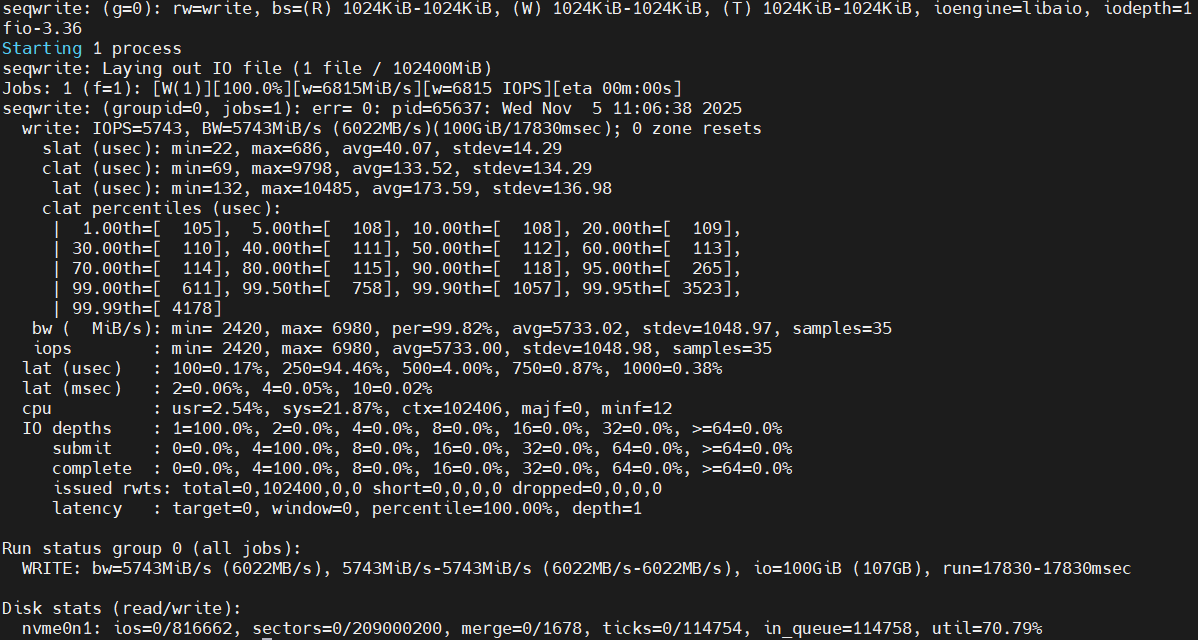 seqwrite: (g=0): rw=write, bs=(R) 1024KiB-1024KiB, (W) 1024KiB-1024KiB, (T) 1024KiB-1024KiB, ioengine=libaio, iodepth=1
fio-3.36
Starting 1 process
seqwrite: Laying out IO file (1 file / 102400MiB)
Jobs: 1 (f=1): [W(1)][100.0%][w=6815MiB/s][w=6815 IOPS][eta 00m:00s]
seqwrite: (groupid=0, jobs=1): err= 0: pid=65637: Wed Nov  5 11:06:38 2025
  write: IOPS=5743, BW=5743MiB/s (6022MB/s)(100GiB/17830msec); 0 zone resets
    slat (usec): min=22, max=686, avg=40.07, stdev=14.29
    clat (usec): min=69, max=9798, avg=133.52, stdev=134.29
     lat (usec): min=132, max=10485, avg=173.59, stdev=136.98
    clat percentiles (usec):
     |  1.00th=[  105],  5.00th=[  108], 10.00th=[  108], 20.00th=[  109],
     | 30.00th=[  110], 40.00th=[  111], 50.00th=[  112], 60.00th=[  113],
     | 70.00th=[  114], 80.00th=[  115], 90.00th=[  118], 95.00th=[  265],
     | 99.00th=[  611], 99.50th=[  758], 99.90th=[ 1057], 99.95th=[ 3523],
     | 99.99th=[ 4178]
   bw (  MiB/s): min= 2420, max= 6980, per=99.82%, avg=5733.02, stdev=1048.97, samples=35
   iops        : min= 2420, max= 6980, avg=5733.00, stdev=1048.98, samples=35
  lat (usec)   : 100=0.17%, 250=94.46%, 500=4.00%, 750=0.87%, 1000=0.38%
  lat (msec)   : 2=0.06%, 4=0.05%, 10=0.02%
  cpu          : usr=2.54%, sys=21.87%, ctx=102406, majf=0, minf=12
  IO depths    : 1=100.0%, 2=0.0%, 4=0.0%, 8=0.0%, 16=0.0%, 32=0.0%, >=64=0.0%
     submit    : 0=0.0%, 4=100.0%, 8=0.0%, 16=0.0%, 32=0.0%, 64=0.0%, >=64=0.0%
     complete  : 0=0.0%, 4=100.0%, 8=0.0%, 16=0.0%, 32=0.0%, 64=0.0%, >=64=0.0%
     issued rwts: total=0,102400,0,0 short=0,0,0,0 dropped=0,0,0,0
     latency   : target=0, window=0, percentile=100.00%, depth=1
Run status group 0 (all jobs):
  WRITE: bw=5743MiB/s (6022MB/s), 5743MiB/s-5743MiB/s (6022MB/s-6022MB/s), io=100GiB (107GB), run=17830-17830msec
Disk stats (read/write):
  nvme0n1: ios=0/816662, sectors=0/209000200, merge=0/1678, ticks=0/114754, in_queue=114758, util=70.79%